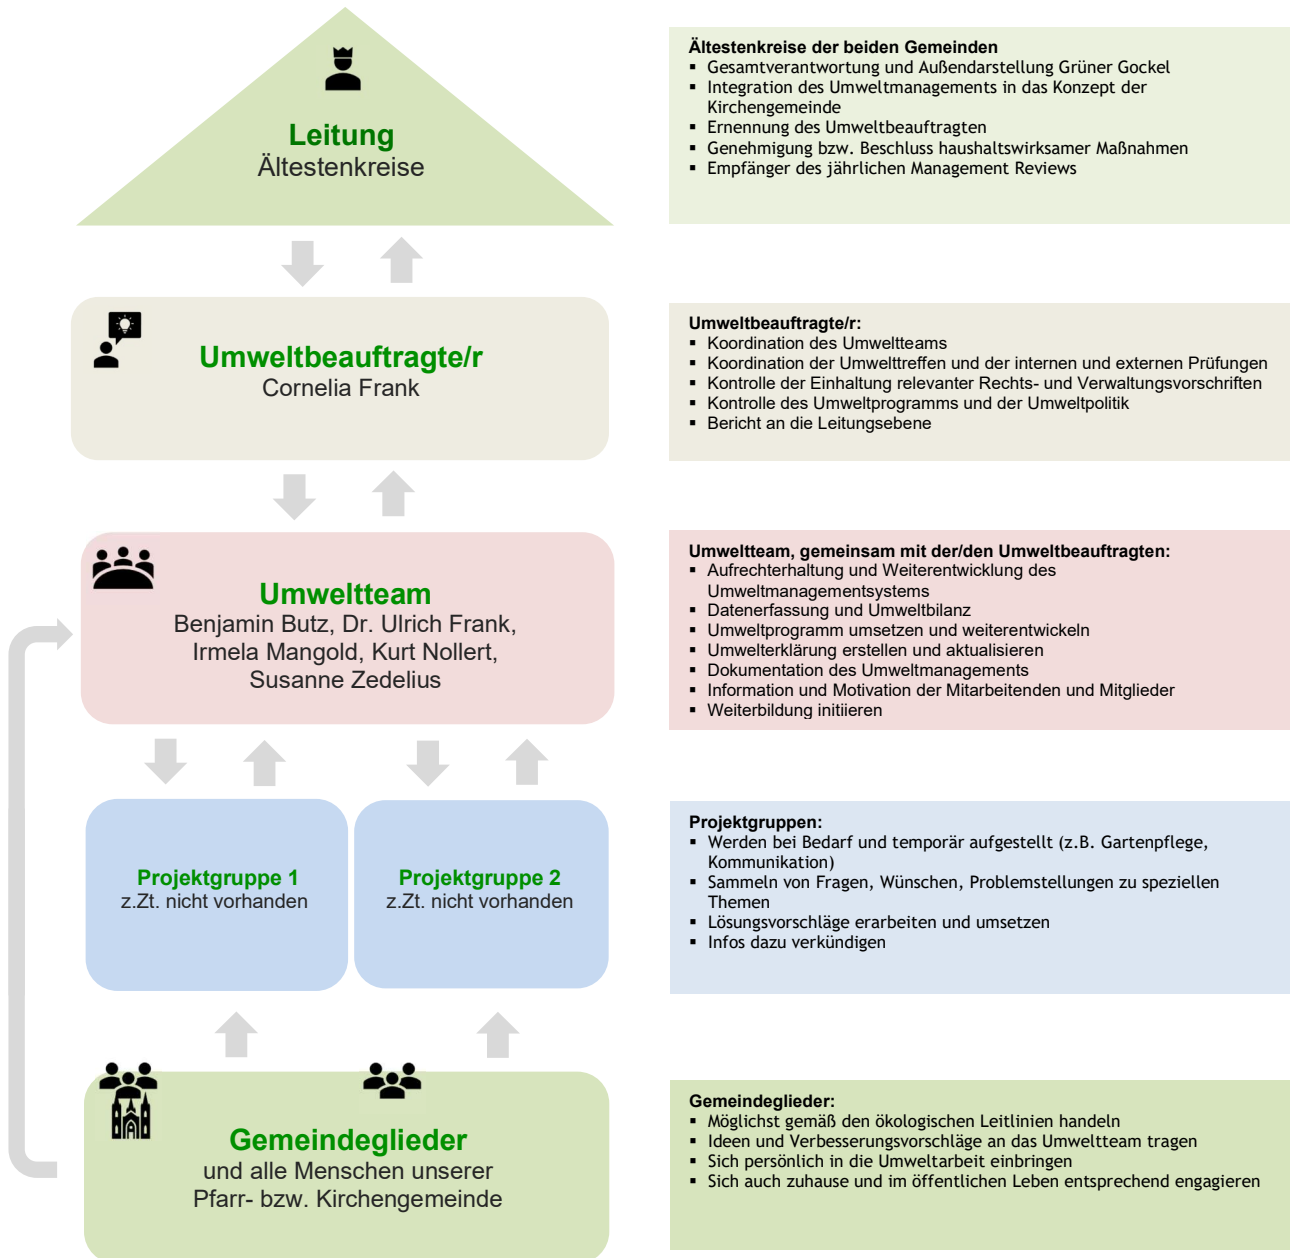 Leitung
Ältestenkreise
Ältestenkreise der beiden Gemeinden
▪ Gesamtverantwortung und Außendarstellung Grüner Gockel
▪ Integration des Umweltmanagements in das Konzept der
Kirchengemeinde
▪ Ernennung des Umweltbeauftragten
▪ Genehmigung bzw. Beschluss haushaltswirksamer Maßnahmen
▪ Empfänger des jährlichen Management Reviews
Umweltbeauftragte/r
Cornelia Frank
Umweltbeauftragte/r:
▪ Koordination des Umweltteams
▪ Koordination der Umwelttreffen und der internen und externen Prüfungen
▪ Kontrolle der Einhaltung relevanter Rechts- und Verwaltungsvorschriften
▪ Kontrolle des Umweltprogramms und der Umweltpolitik
▪ Bericht an die Leitungsebene
Umweltteam
Benjamin Butz, Dr. Ulrich Frank,
Irmela Mangold, Kurt Nollert,
Susanne Zedelius
Umweltteam, gemeinsam mit der/den Umweltbeauftragten:
▪ Aufrechterhaltung und Weiterentwicklung des
Umweltmanagementsystems
▪ Datenerfassung und Umweltbilanz
▪ Umweltprogramm umsetzen und weiterentwickeln
▪ Umwelterklärung erstellen und aktualisieren
▪ Dokumentation des Umweltmanagements
▪ Information und Motivation der Mitarbeitenden und Mitglieder
▪ Weiterbildung initiieren
Projektgruppe 1
z.Zt. nicht vorhanden
Projektgruppe 2
z.Zt. nicht vorhanden
Projektgruppen:
▪ Werden bei Bedarf und temporär aufgestellt (z.B. Gartenpflege,
Kommunikation)
▪ Sammeln von Fragen, Wünschen, Problemstellungen zu speziellen
Themen
▪ Lösungsvorschläge erarbeiten und umsetzen
▪ Infos dazu verkündigen
Gemeindeglieder
und alle Menschen unserer
Pfarr- bzw. Kirchengemeinde
Gemeindeglieder:
▪ Möglichst gemäß den ökologischen Leitlinien handeln
▪ Ideen und Verbesserungsvorschläge an das Umweltteam tragen
▪ Sich persönlich in die Umweltarbeit einbringen
▪ Sich auch zuhause und im öffentlichen Leben entsprechend engagieren